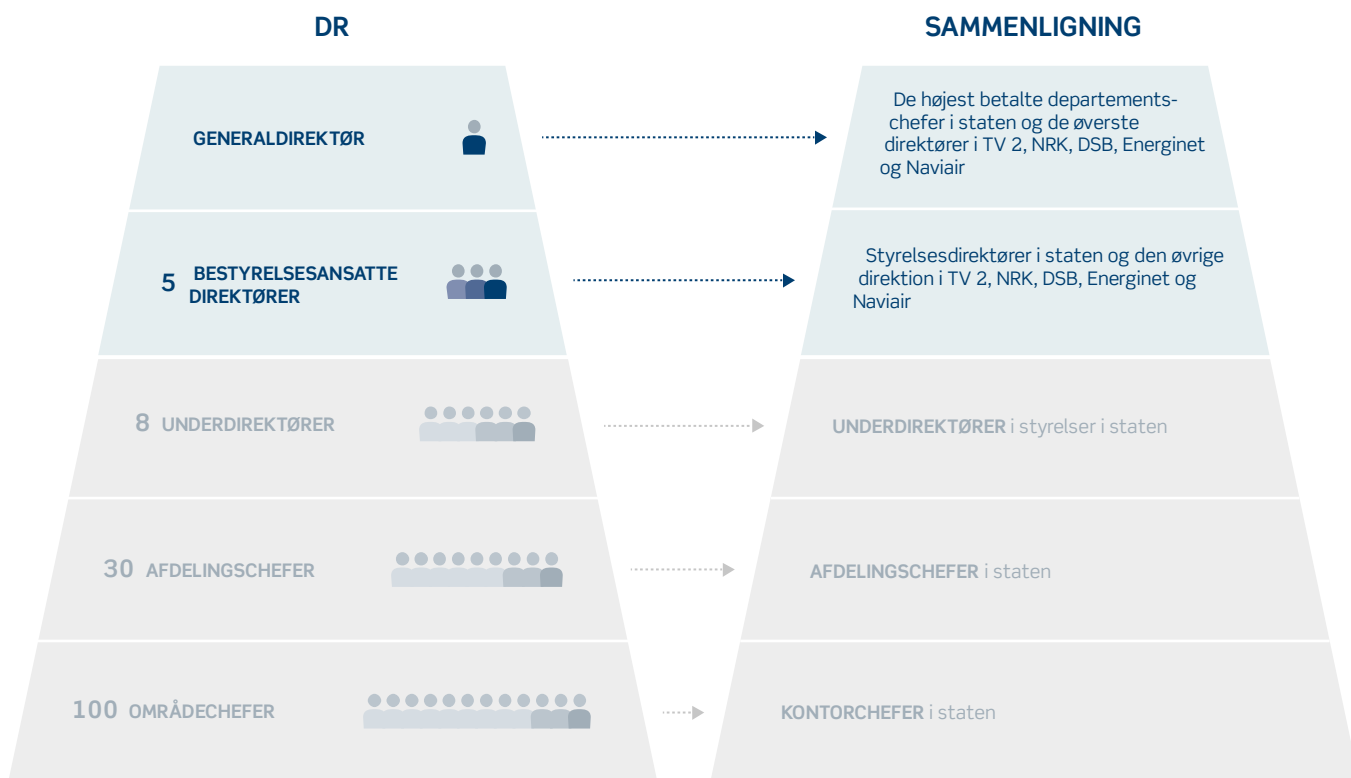 DR
SAMMENLIGNING
GENERALDIREKTØR
De højest betalte departements-
chefer i staten og de øverste
direktører i TV 2, NRK, DSB, Energinet
og Naviair
5 BESTYRELSESANSATTE
DIREKTØRER
Styrelsesdirektører i staten og den øvrige
direktion i TV 2, NRK, DSB, Energinet og
Naviair
8 UNDERDIREKTØRER
UNDERDIREKTØRER i styrelser i staten
30 AFDELINGSCHEFER
AFDELINGSCHEFER i staten
100 OMRÅDECHEFER
KONTORCHEFER i staten